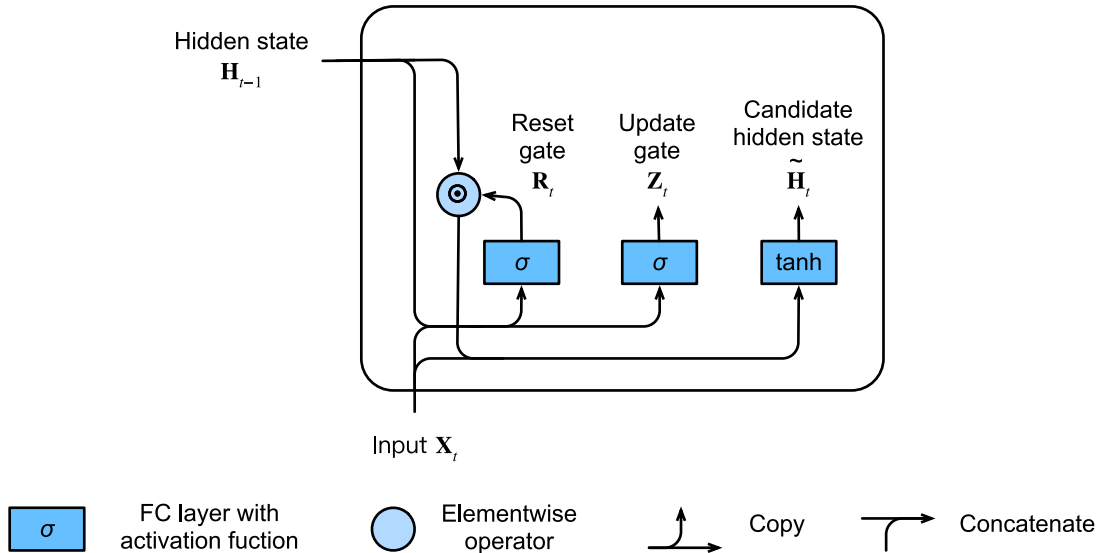 Hidden state
H_{t−1}
Reset
gate
R_t
Update
gate
Z_t
Candidate
hidden state
H̃_t
σ
σ
tanh
Input X_t
σ
FC layer with
activation fuction
Elementwise
operator
Copy
Concatenate